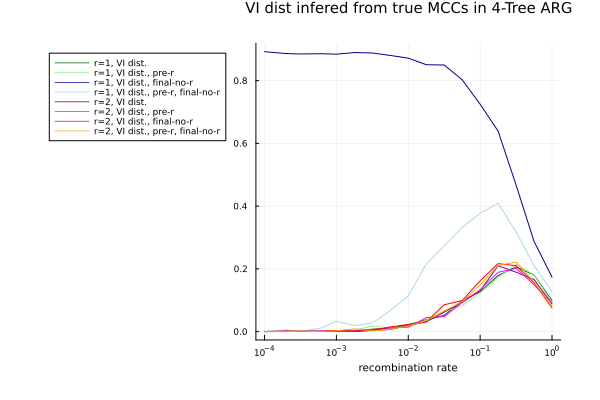 VI dist infered from true MCCs in 4-Tree ARG
r=1, VI dist.
r=1, VI dist., pre-r
r=1, VI dist., final-no-r
r=1, VI dist., pre-r, final-no-r
r=2, VI dist.
r=2, VI dist., pre-r
r=2, VI dist., final-no-r
r=2, VI dist., pre-r, final-no-r
0.8
0.6
0.4
0.2
0.0
10⁻⁴ 10⁻³ 10⁻² 10⁻¹ 10⁰
recombination rate